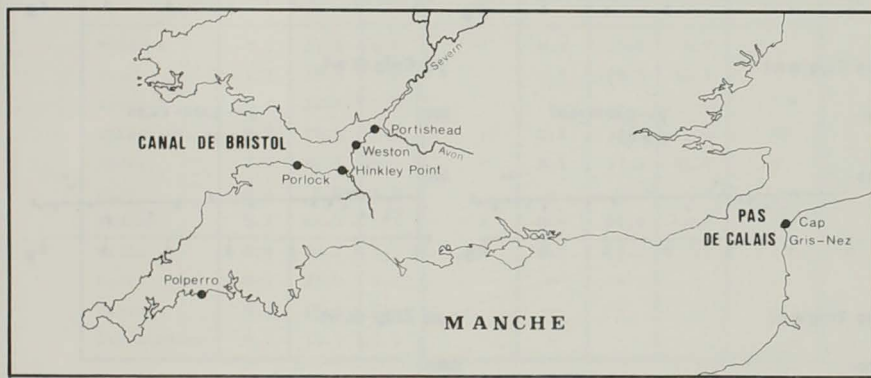 Severn
Portishead
CANAL DE BRISTOL
Weston
Avon
Porlock
Hinkley Point
PAS
DE CALAIS
Cap
Gris-Nez
Polperro
MANCHE